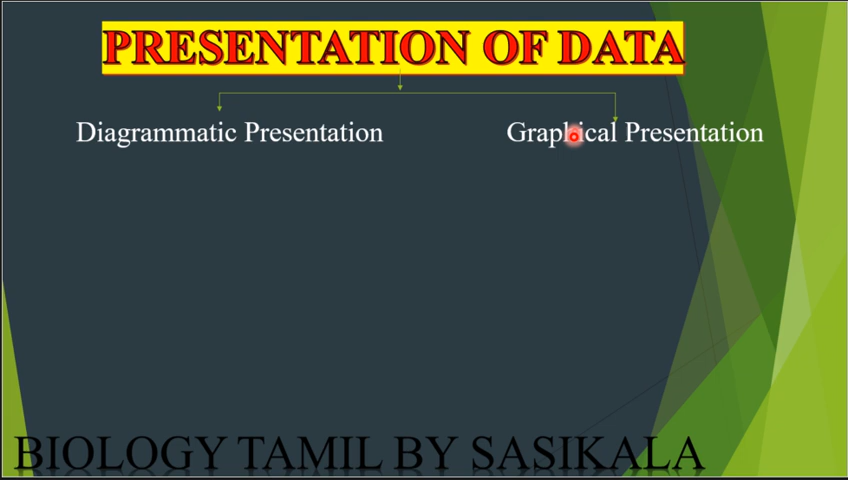 PRESENTATION OF DATA
Diagrammatic Presentation
Graphical Presentation
BIOLOGY TAMIL BY SASIKALA